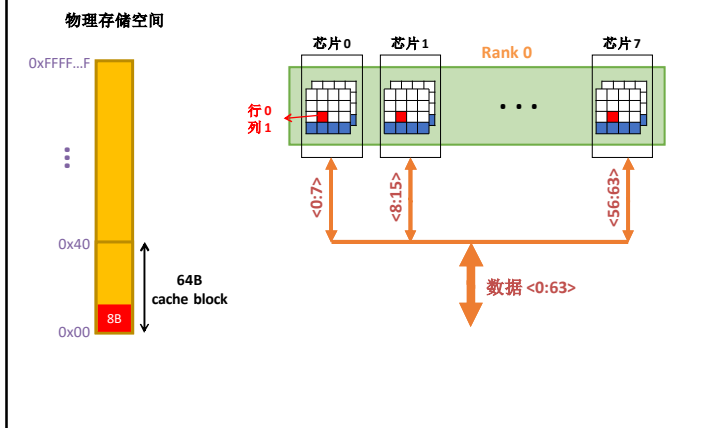 物理存储空间
0xFFFF...F
0x40
64B
cache block
8B
0x00
芯片 0
芯片 1
Rank 0
芯片 7
行 0
列 1
...
<0:7>
<8:15>
<56:63>
数据 <0:63>